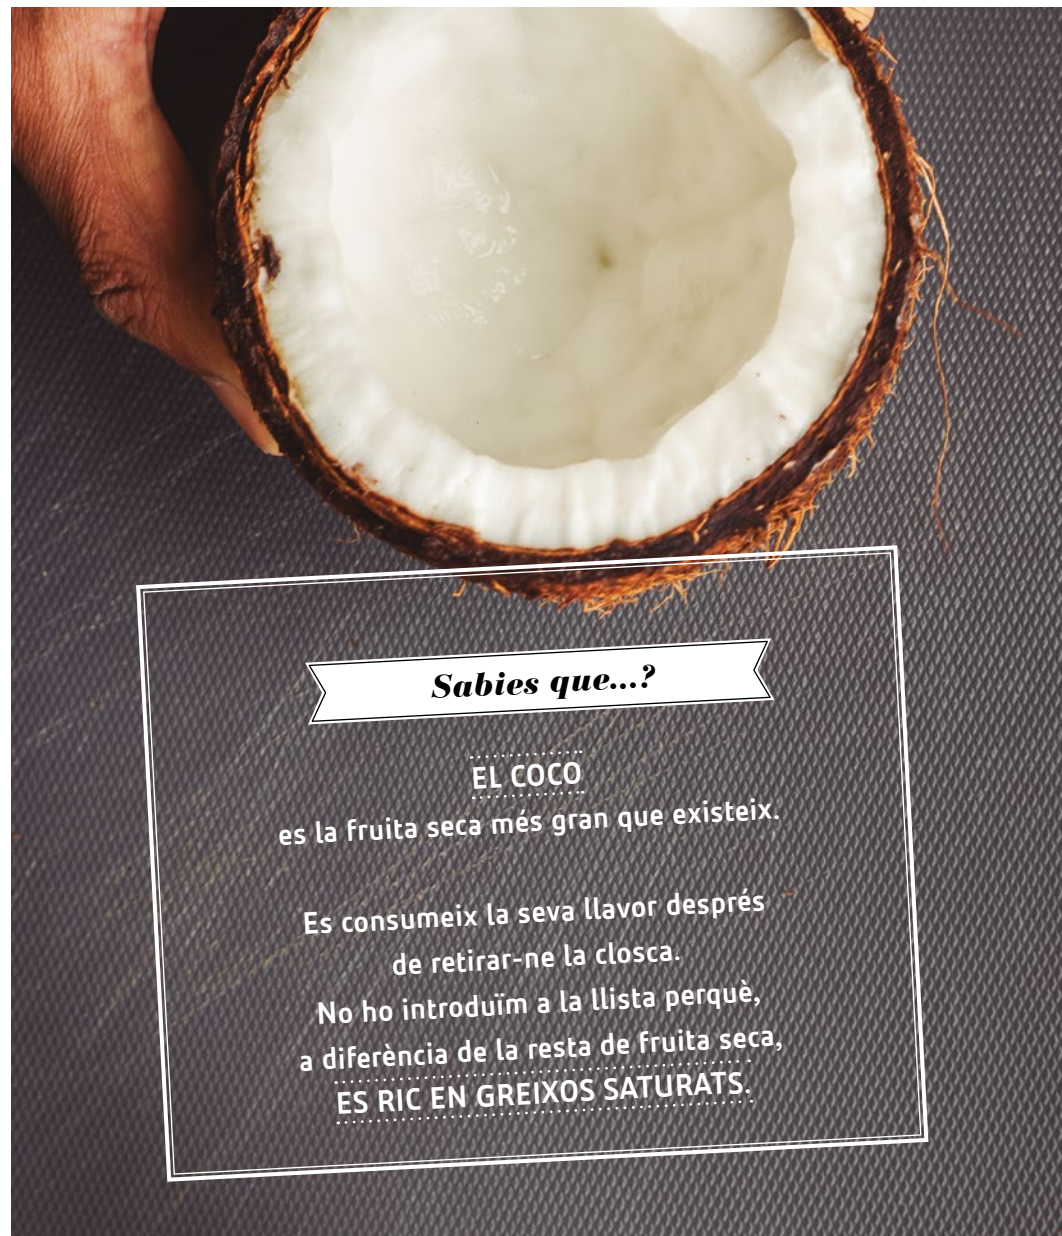 Sabies que...?
EL COCO
es la fruita seca més gran que existeix.
Es consumeix la seva llavor després
de retirar-ne la closca.
No ho introduïm a la llista perquè,
a diferència de la resta de fruita seca,
ES RIC EN GREIXOS SATURATS.